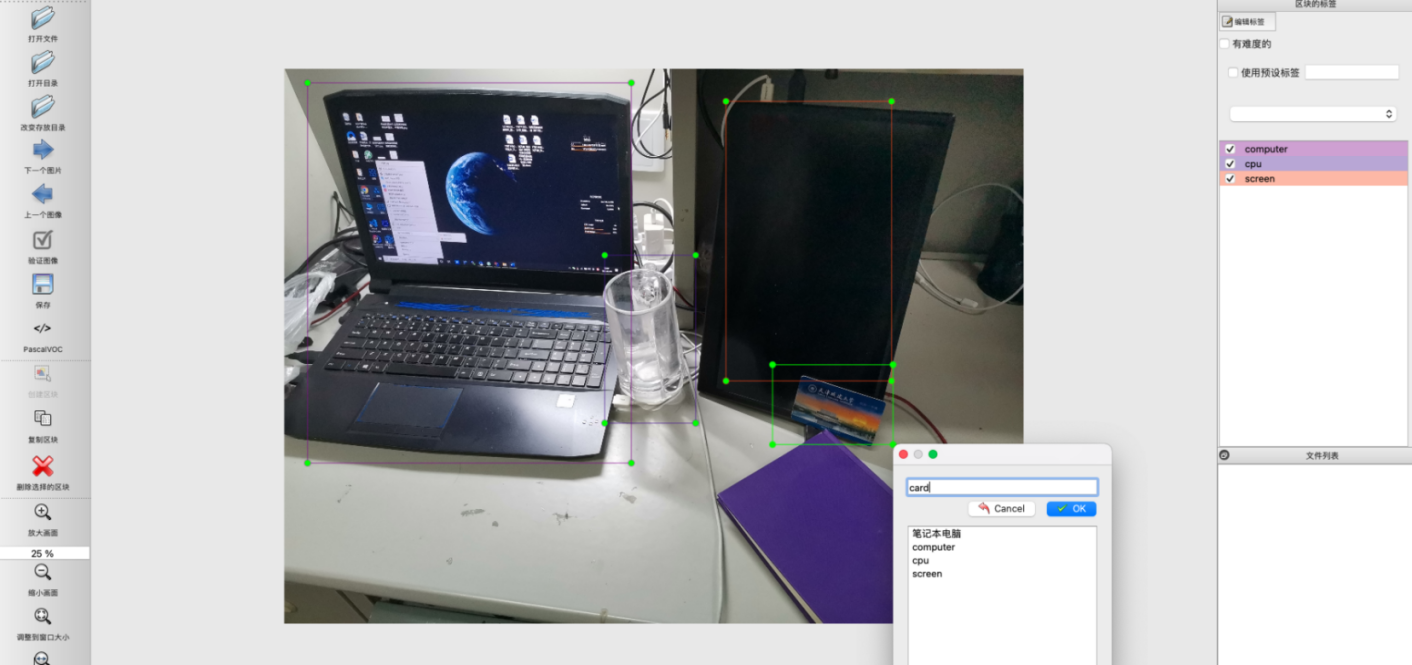 打开文件
打开目录
改变存放目录
下一个图片
上一个图像
验证图像
保存
</>
PascalVOC
创建区块
复制区块
删除选择的区块
放大画面
25 %
缩小画面
调整到窗口大小
card
Cancel
OK
笔记本电脑
computer
cpu
screen
区块的标签
编辑标签
有难度的
使用预设标签
computer
cpu
screen
文件列表